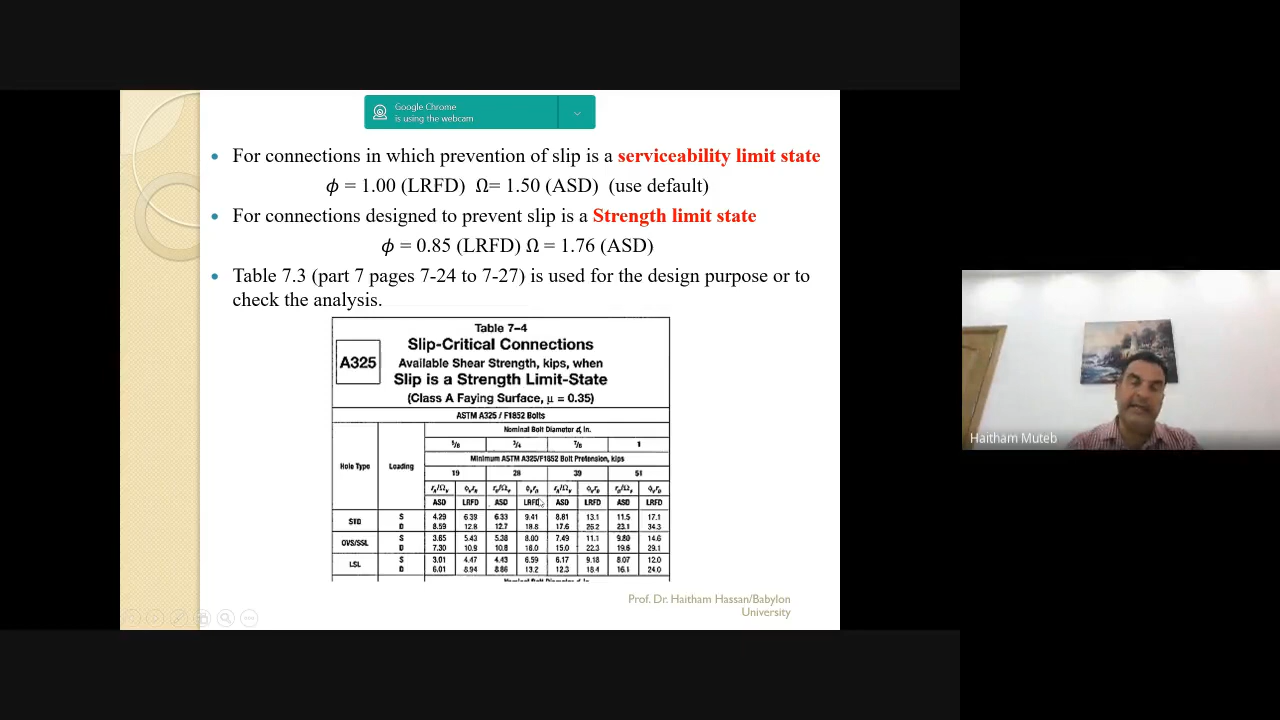 Google Chrome
is using the webcam
For connections in which prevention of slip is a serviceability limit state
ϕ = 1.00 (LRFD) Ω= 1.50 (ASD) (use default)
For connections designed to prevent slip is a Strength limit state
ϕ = 0.85 (LRFD) Ω = 1.76 (ASD)
Table 7.3 (part 7 pages 7-24 to 7-27) is used for the design purpose or to
check the analysis.
Table 7–4
A325
Slip-Critical Connections
Available Shear Strength, kips, when
Slip is a Strength Limit-State
(Class A Faying Surface, μ = 0.35)
ASTM A325 / F1852 Bolts
Hole Type Loading
Nominal Bolt Diameter d, in.
5/8 3/4 7/8 1
Minimum ASTM A325/F1852 Bolt Pretension, kips
19 28 39 51
rn/Ωv ϕvrn rn/Ωv ϕvrn rn/Ωv ϕvrn rn/Ωv ϕvrn
ASD LRFD ASD LRFD ASD LRFD ASD LRFD
STD
S 4.29 6.39 6.33 9.41 8.81 13.1 11.5 17.1
D 8.59 12.8 12.7 18.8 17.6 26.2 23.1 34.3
OVS/SSL
S 3.65 5.43 5.38 8.00 7.49 11.1 9.80 14.6
D 7.30 10.9 10.8 16.0 15.0 22.3 19.6 29.1
LSL
S 3.01 4.47 4.43 6.59 6.17 9.18 8.07 12.0
D 6.01 8.94 8.86 13.2 12.3 18.4 16.1 24.0
Prof. Dr. Haitham Hassan/Babylon
University
Haitham Muteb